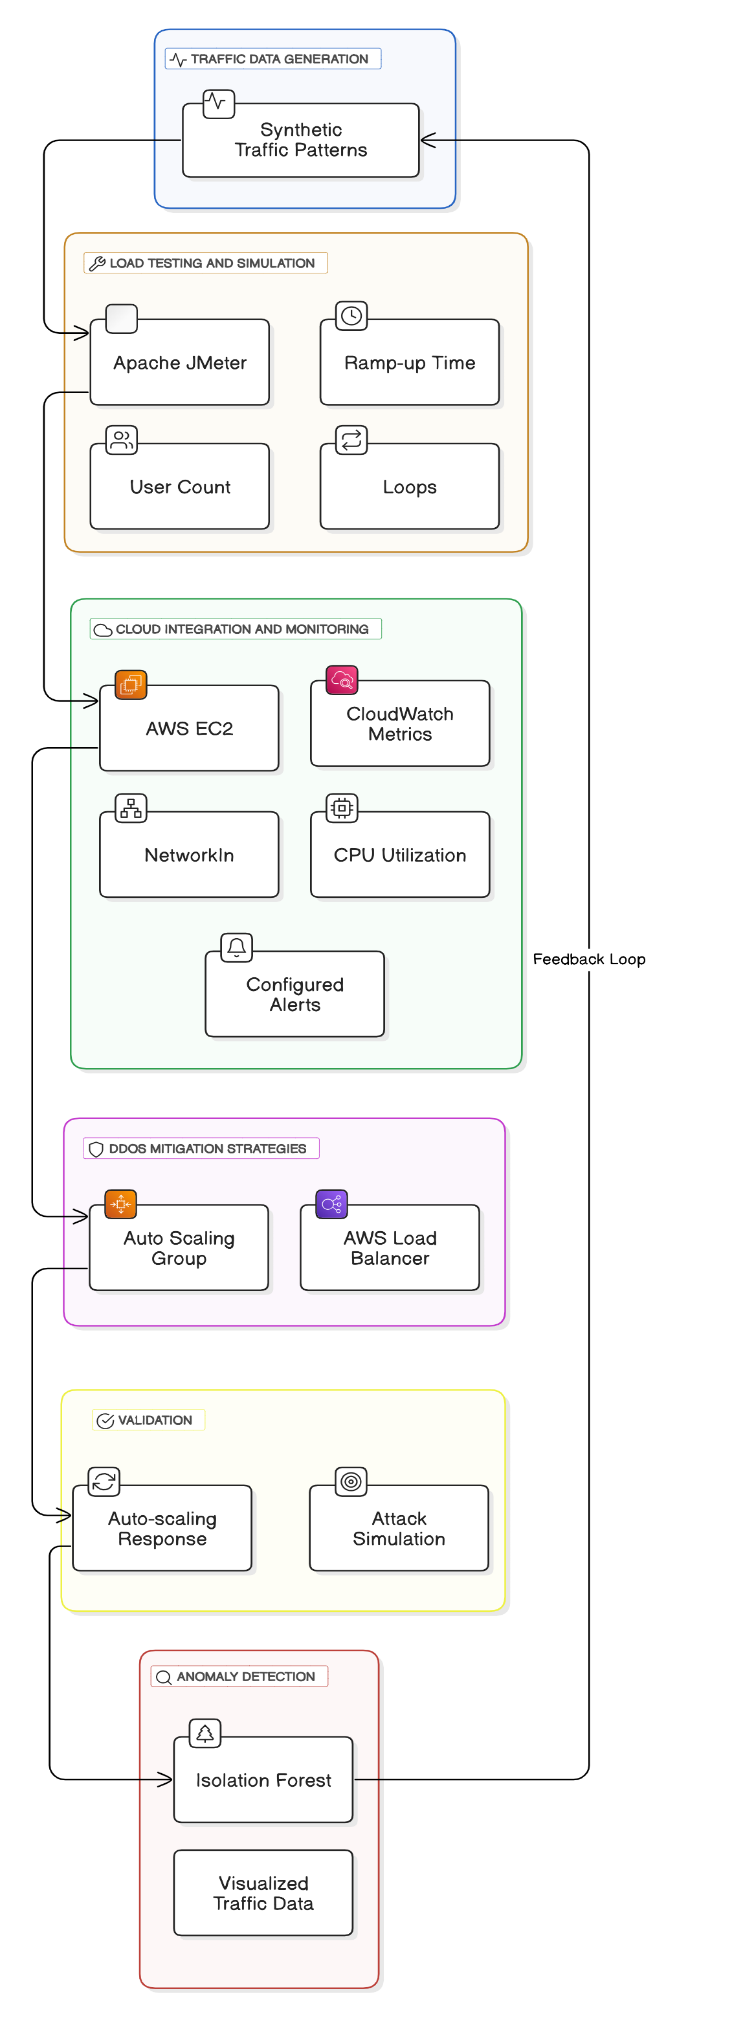 TRAFFIC DATA GENERATION
Synthetic
Traffic Patterns
LOAD TESTING AND SIMULATION
Apache JMeter
Ramp-up Time
User Count
Loops
CLOUD INTEGRATION AND MONITORING
AWS EC2
CloudWatch
Metrics
NetworkIn
CPU Utilization
Configured
Alerts
Feedback Loop
DDOS MITIGATION STRATEGIES
Auto Scaling
Group
AWS Load
Balancer
VALIDATION
Auto-scaling
Response
Attack
Simulation
ANOMALY DETECTION
Isolation Forest
Visualized
Traffic Data